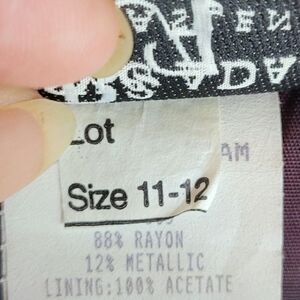 Lot
AM
Size 11-12
88% RAYON
12% METALLIC
LINING:100% ACETATE